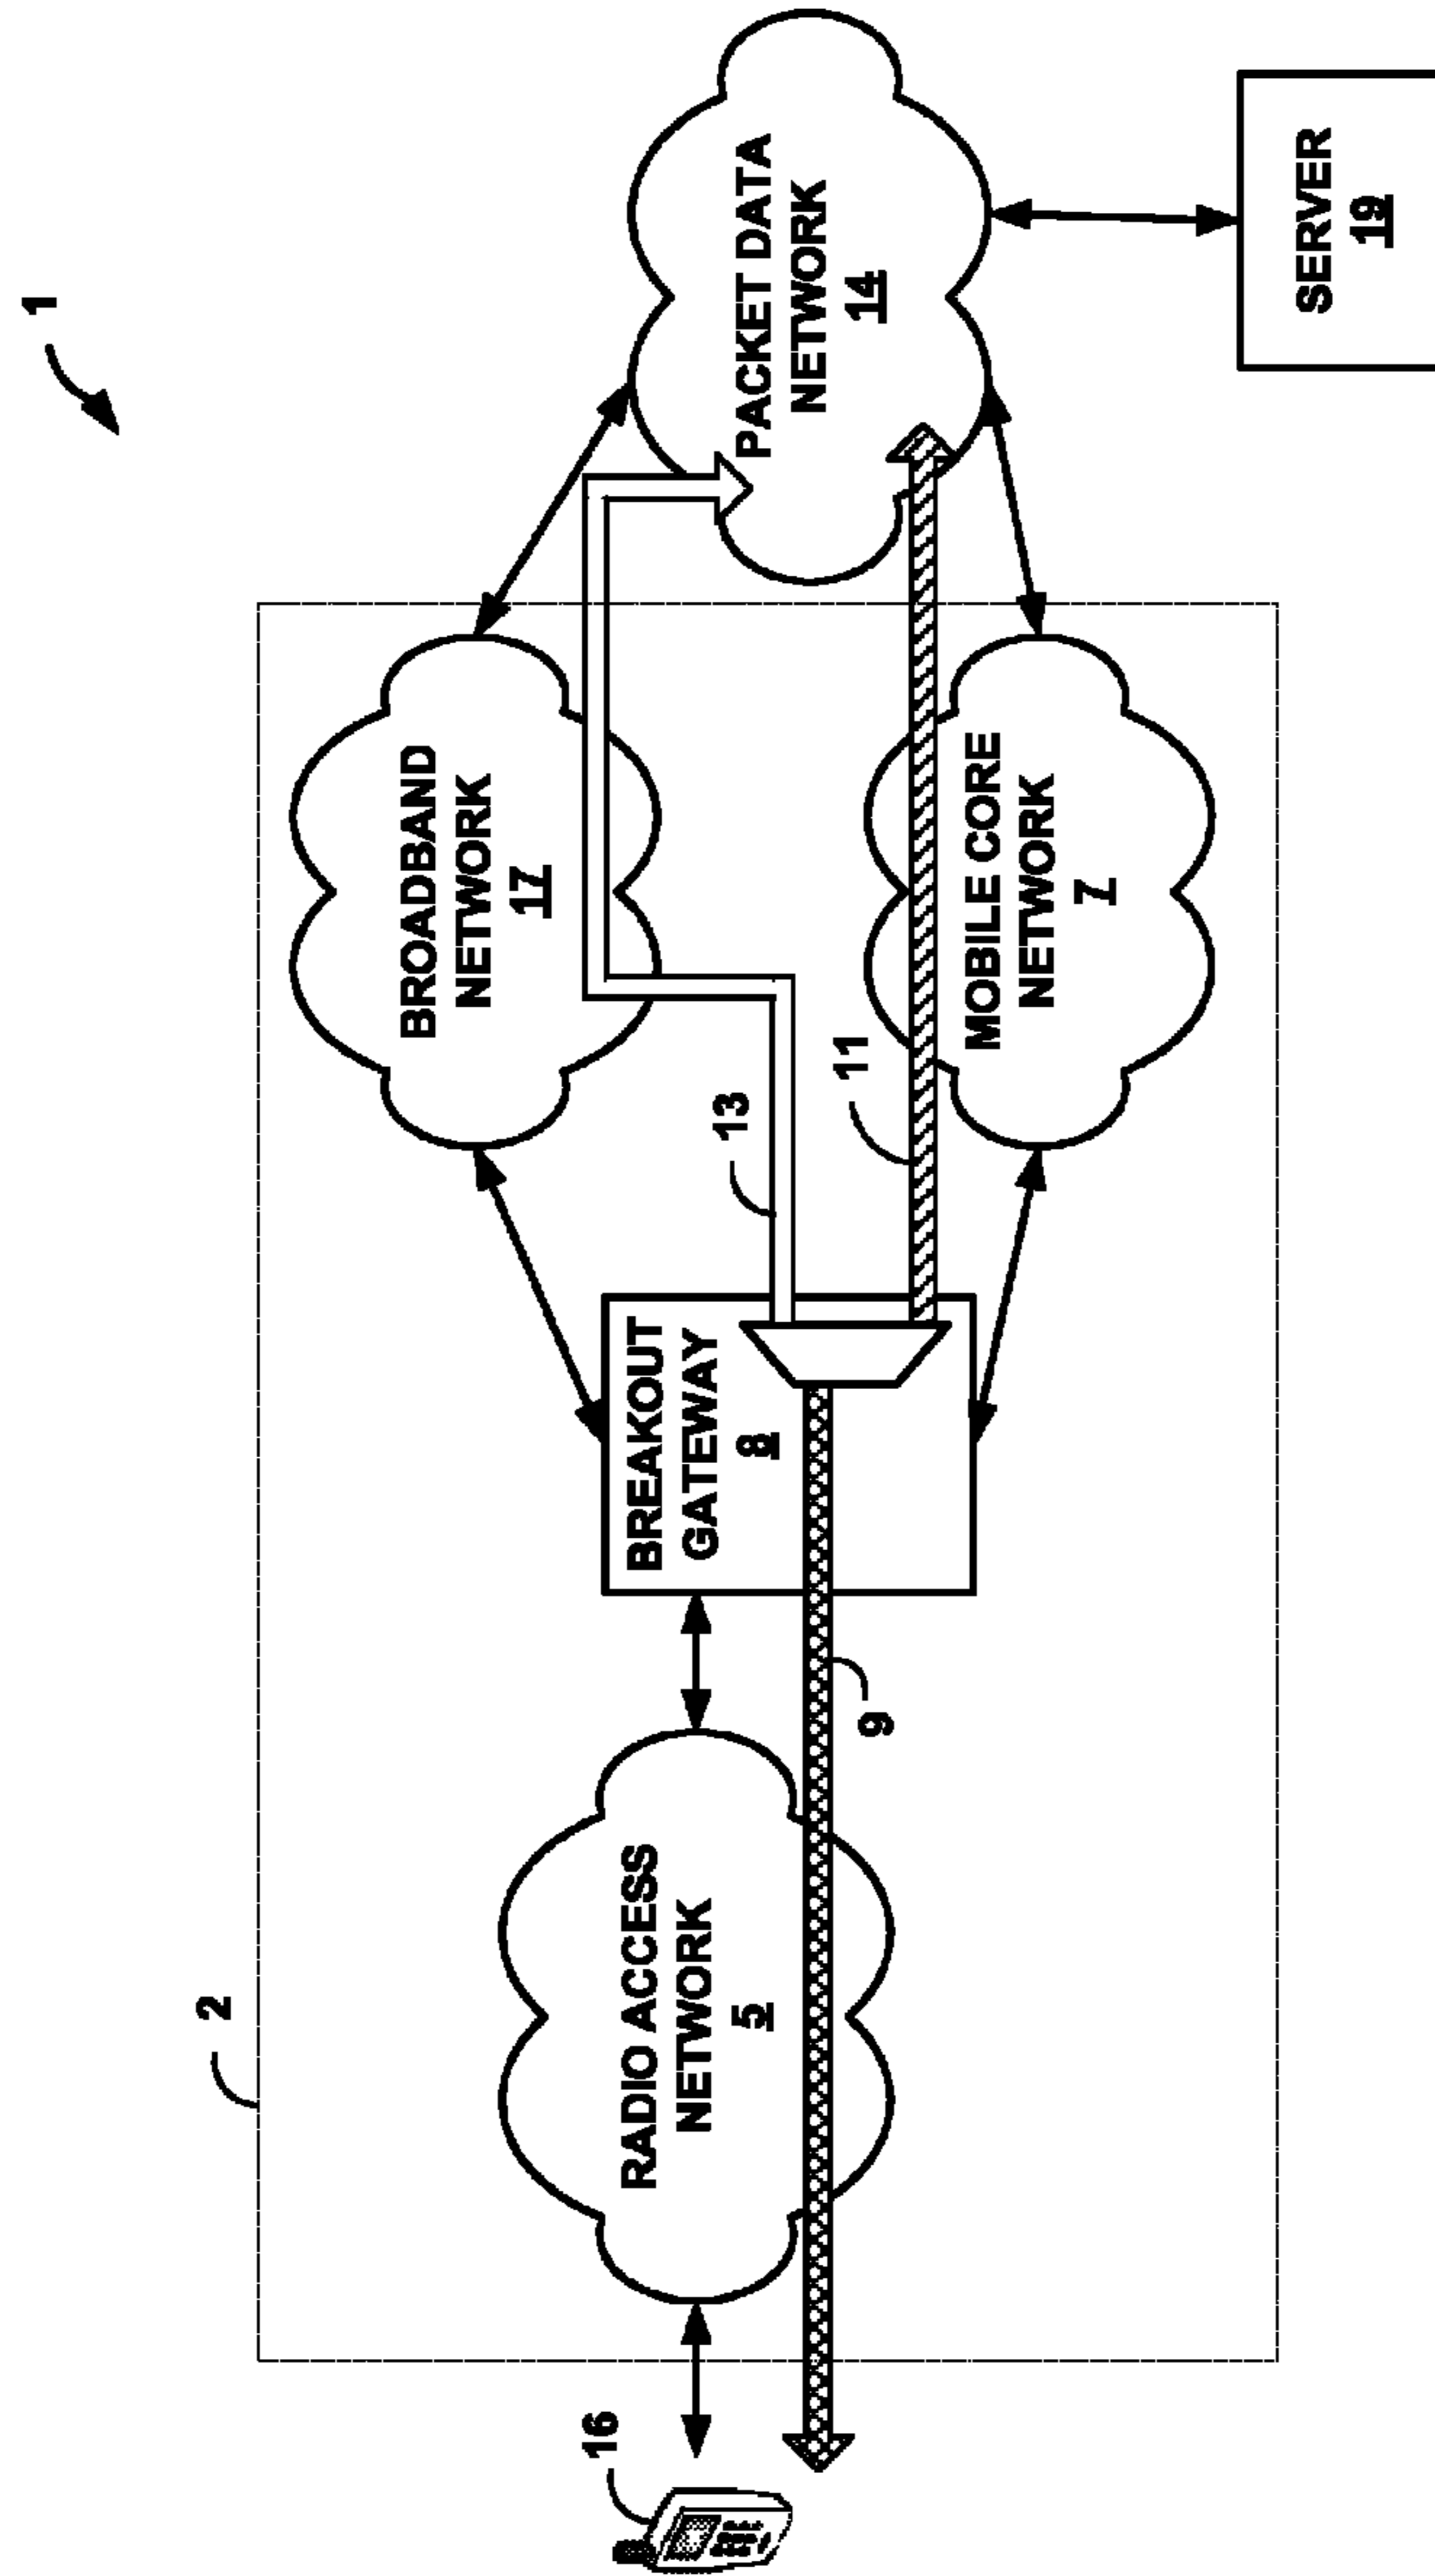 1
2
BROADBAND
NETWORK
17
PACKET DATA
NETWORK
14
16
RADIO ACCESS
NETWORK
5
BREAKOUT
GATEWAY
8
13
11
9
MOBILE CORE
NETWORK
7
SERVER
19